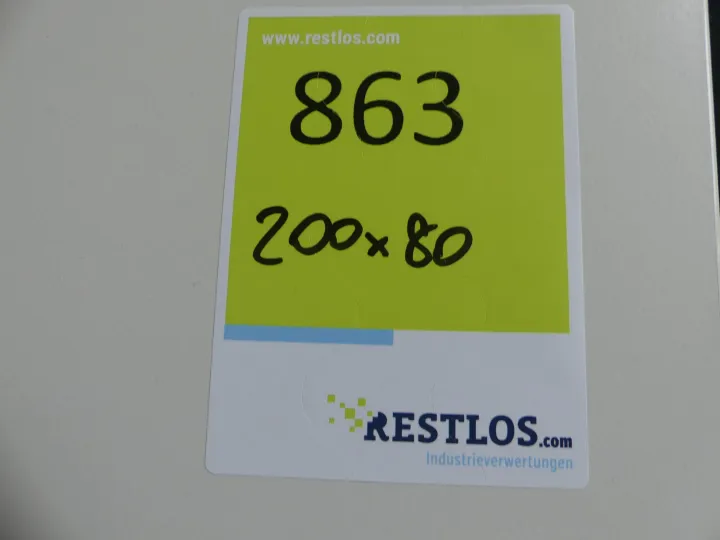 www.restlos.com
863
200x80
RESTLOS.com
Industrieverwertungen